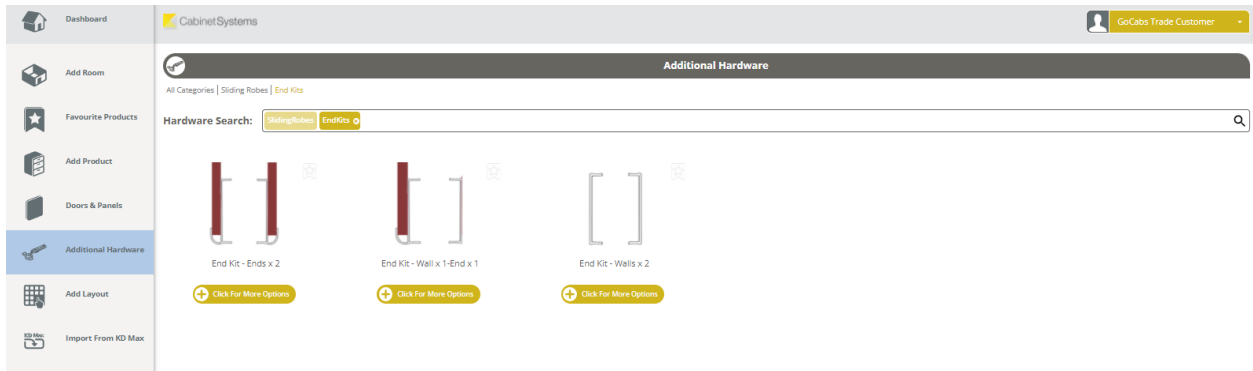 Dashboard
CabinetSystems
GoCabs Trade Customer
Add Room
Favourite Products
Add Product
Doors & Panels
Additional Hardware
Add Layout
KD Max
Import From KD Max
Additional Hardware
All Categories | Sliding Robes | End Kits
Hardware Search: SlidingRobes EndKits
End Kit - Ends x 2
End Kit - Wall x 1-End x 1
End Kit - Walls x 2
Click For More Options
Click For More Options
Click For More Options